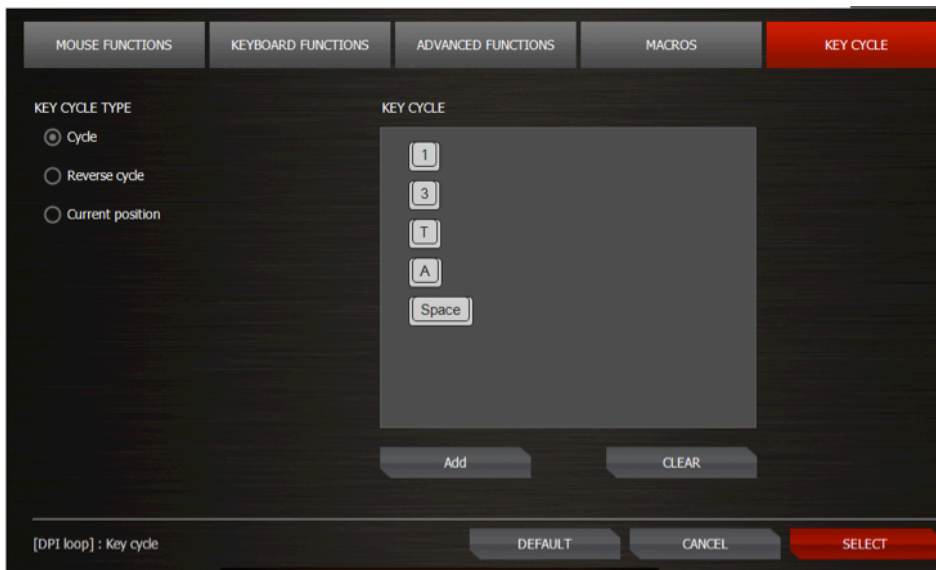 MOUSE FUNCTIONS KEYBOARD FUNCTIONS ADVANCED FUNCTIONS MACROS KEY CYCLE
KEY CYCLE TYPE
Cycle
Reverse cycle
Current position
KEY CYCLE
1
3
T
A
Space
Add CLEAR
[DPI loop] : Key cycle DEFAULT CANCEL SELECT